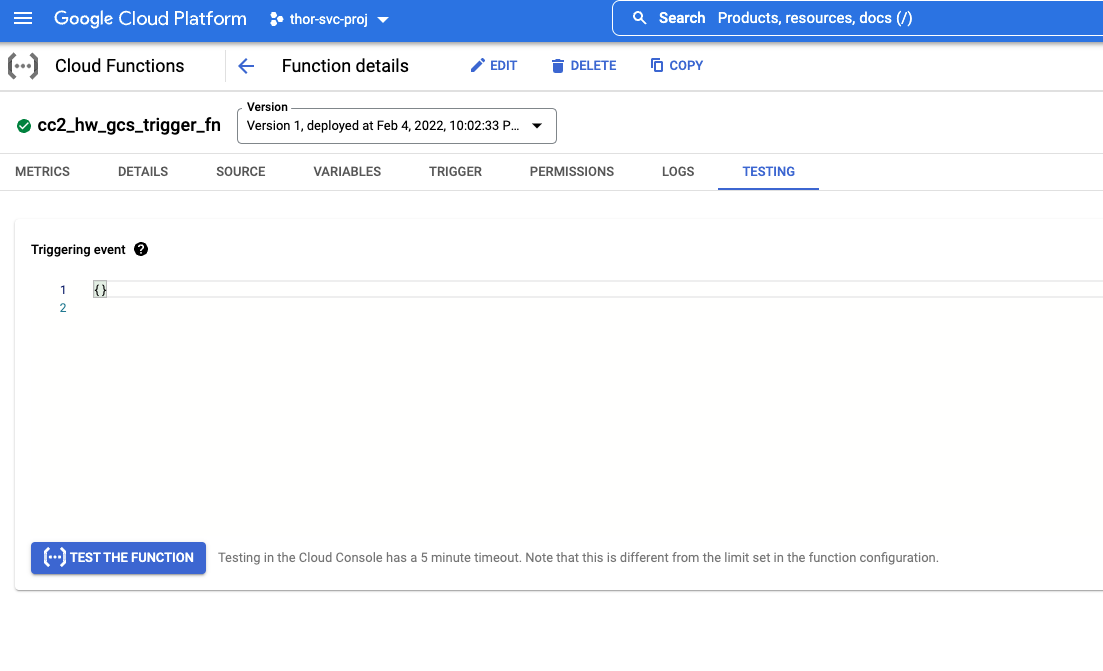 Google Cloud Platform thor-svc-proj Search Products, resources, docs (/)
Cloud Functions Function details EDIT DELETE COPY
Version
cc2_hw_gcs_trigger_fn Version 1, deployed at Feb 4, 2022, 10:02:33 P...
METRICS DETAILS SOURCE VARIABLES TRIGGER PERMISSIONS LOGS TESTING
Triggering event ?
1 {}
2
(...) TEST THE FUNCTION Testing in the Cloud Console has a 5 minute timeout. Note that this is different from the limit set in the function configuration.